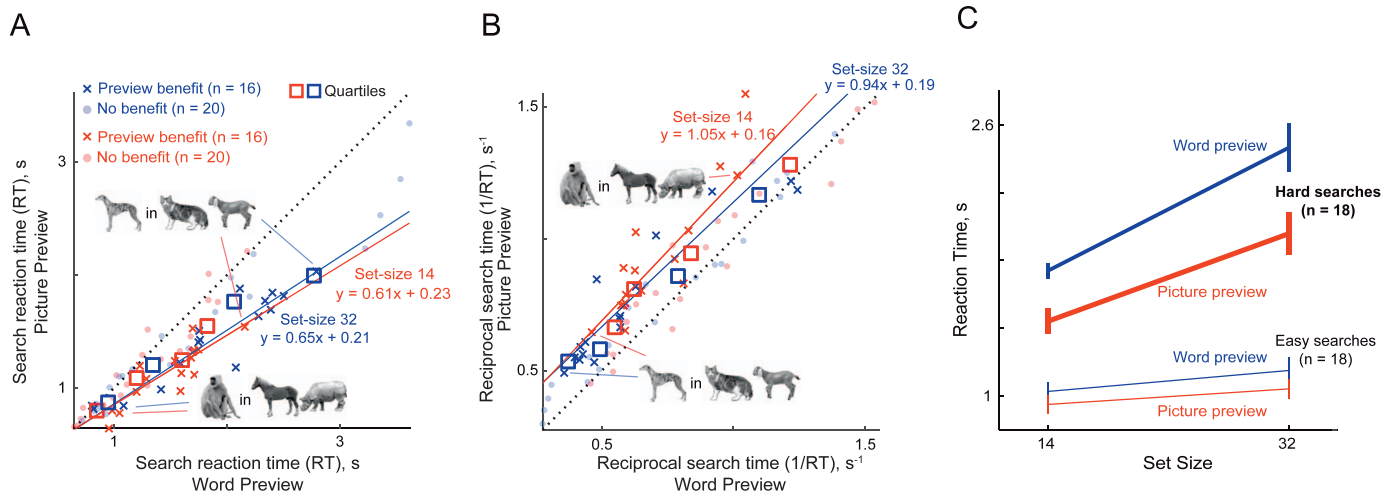 A
B
C
Preview benefit (n = 16)
No benefit (n = 20)
Preview benefit (n = 16)
No benefit (n = 20)
Quartiles
Search reaction time (RT), s
Picture Preview
3
1
in
Set-size 14
y = 0.61x + 0.23
Set-size 32
y = 0.65x + 0.21
in
1
3
Search reaction time (RT), s
Word Preview
Reciprocal search time (1/RT), s⁻¹
Picture Preview
1.5
0.5
Set-size 32
y = 0.94x + 0.19
Set-size 14
y = 1.05x + 0.16
in
in
0.5
1.5
Reciprocal search time (1/RT), s⁻¹
Word Preview
Reaction Time, s
2.6
1
Word preview
Hard searches
(n = 18)
Picture preview
Easy searches
(n = 18)
Word preview
Picture preview
14
32
Set Size